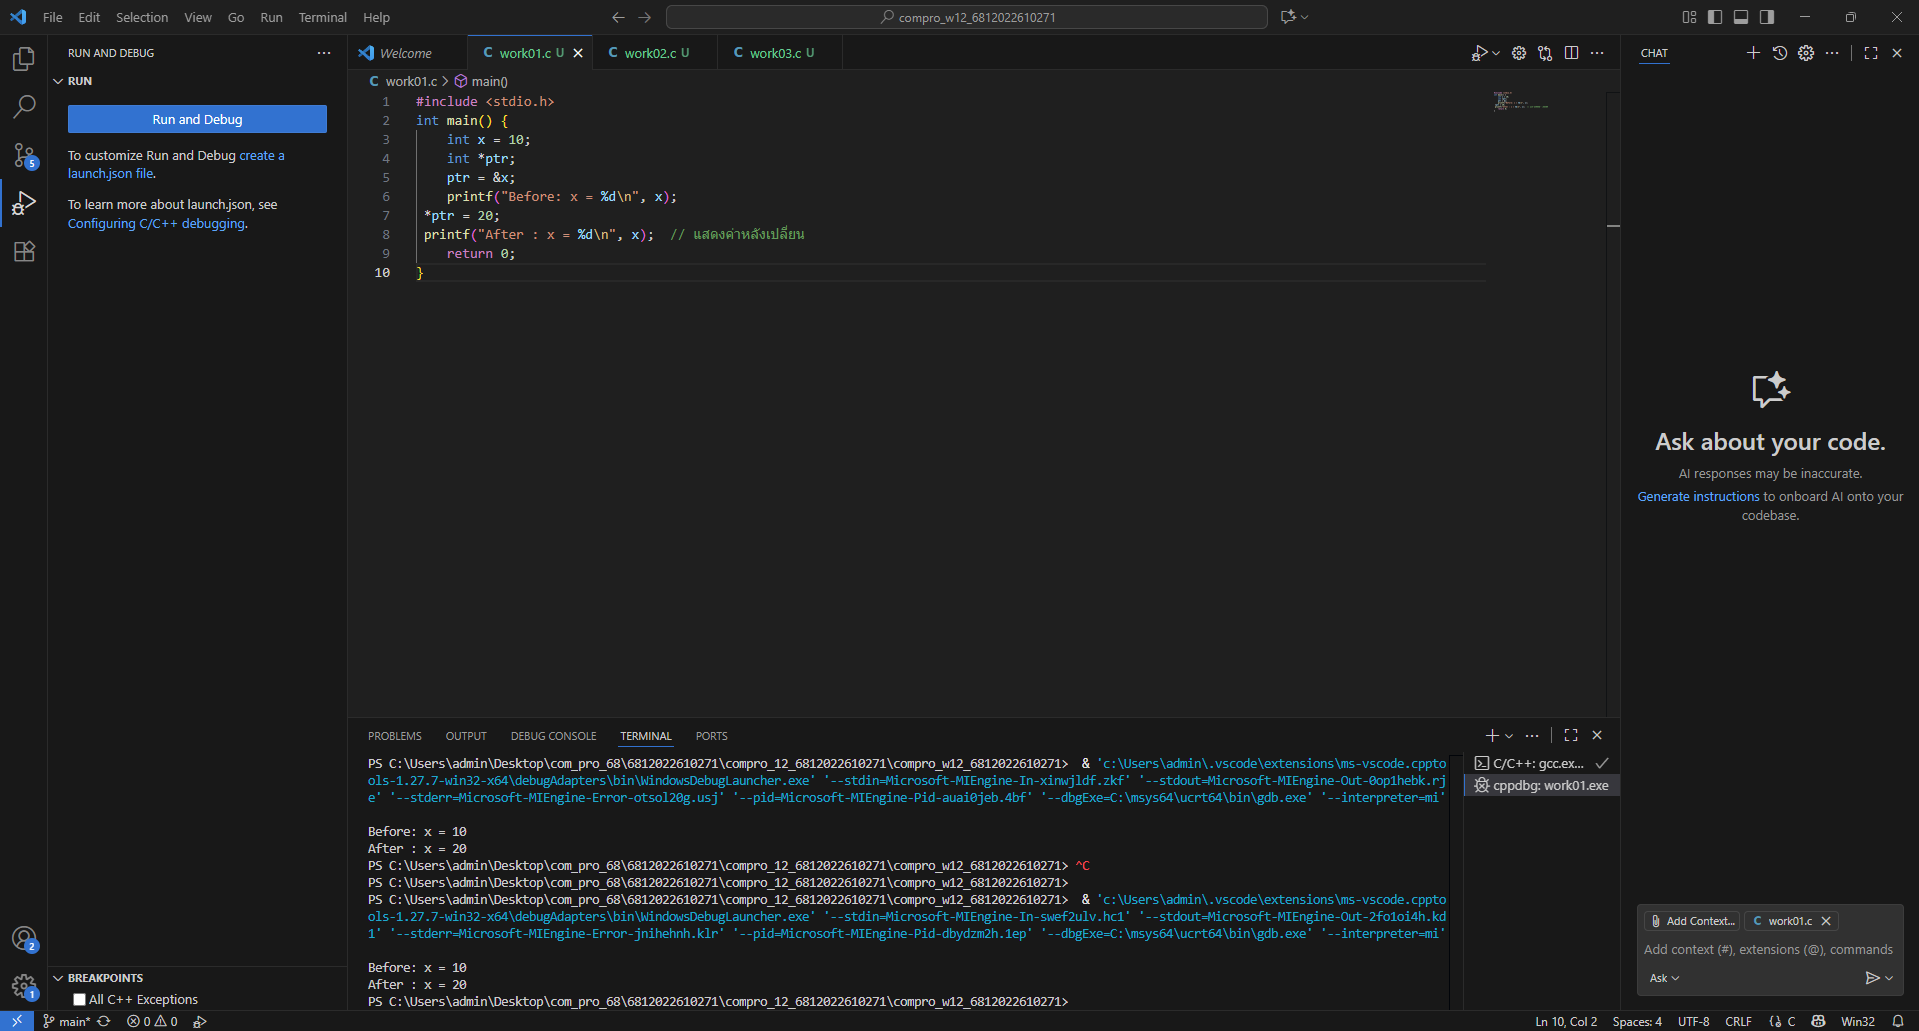 File Edit Selection View Go Run Terminal Help
compro_w12_6812022610271
RUN AND DEBUG
RUN
Run and Debug
To customize Run and Debug create a
launch.json file.
To learn more about launch.json, see
Configuring C/C++ debugging.
5
2
1
BREAKPOINTS
All C++ Exceptions
Welcome
C work01.c U
C work02.c U
C work03.c U
C work01.c > main()
1 #include <stdio.h>
2 int main() {
3 int x = 10;
4 int *ptr;
5 ptr = &x;
6 printf("Before: x = %d\n", x);
7 *ptr = 20;
8 printf("After : x = %d\n", x); // แสดงค่าหลังเปลี่ยน
9 return 0;
10 }
PROBLEMS OUTPUT DEBUG CONSOLE TERMINAL PORTS
PS C:\Users\admin\Desktop\com_pro_68\6812022610271\compro_12_6812022610271\compro_w12_6812022610271> & 'c:\Users\admin\.vscode\extensions\ms-vscode.cppto
ols-1.27.7-win32-x64\debugAdapters\bin\WindowsDebugLauncher.exe' '--stdin=Microsoft-MIEngine-In-xinwjldf.zkf' '--stdout=Microsoft-MIEngine-Out-0op1hebk.rj
e' '--stderr=Microsoft-MIEngine-Error-otsol20g.usj' '--pid=Microsoft-MIEngine-Pid-auai0jeb.4bf' '--dbgExe=C:\msys64\ucrt64\bin\gdb.exe' '--interpreter=mi'
Before: x = 10
After : x = 20
PS C:\Users\admin\Desktop\com_pro_68\6812022610271\compro_12_6812022610271\compro_w12_6812022610271> ^C
PS C:\Users\admin\Desktop\com_pro_68\6812022610271\compro_12_6812022610271\compro_w12_6812022610271>
PS C:\Users\admin\Desktop\com_pro_68\6812022610271\compro_12_6812022610271\compro_w12_6812022610271> & 'c:\Users\admin\.vscode\extensions\ms-vscode.cppto
ols-1.27.7-win32-x64\debugAdapters\bin\WindowsDebugLauncher.exe' '--stdin=Microsoft-MIEngine-In-swef2ulv.hc1' '--stdout=Microsoft-MIEngine-Out-2fo1oi4h.kd
1' '--stderr=Microsoft-MIEngine-Error-jnihehnh.klr' '--pid=Microsoft-MIEngine-Pid-dbydzm2h.1ep' '--dbgExe=C:\msys64\ucrt64\bin\gdb.exe' '--interpreter=mi'
Before: x = 10
After : x = 20
PS C:\Users\admin\Desktop\com_pro_68\6812022610271\compro_12_6812022610271\compro_w12_6812022610271>
C/C++: gcc.ex...
cppdbg: work01.exe
CHAT
Ask about your code.
AI responses may be inaccurate.
Generate instructions to onboard AI onto your
codebase.
Add Context... C work01.c
Add context (#), extensions (@), commands
Ask
main* 0 0
Ln 10, Col 2 Spaces: 4 UTF-8 CRLF {} C Win32